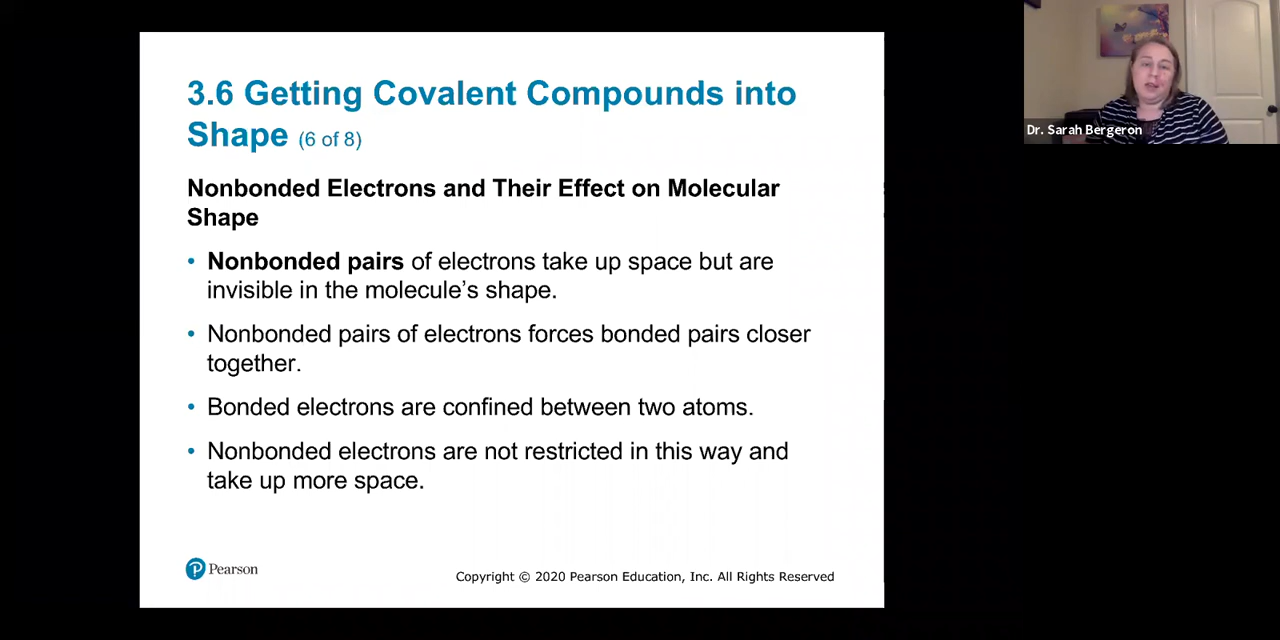 3.6 Getting Covalent Compounds into
Shape (6 of 8)
Nonbonded Electrons and Their Effect on Molecular
Shape
• Nonbonded pairs of electrons take up space but are
invisible in the molecule’s shape.
• Nonbonded pairs of electrons forces bonded pairs closer
together.
• Bonded electrons are confined between two atoms.
• Nonbonded electrons are not restricted in this way and
take up more space.
Pearson
Copyright © 2020 Pearson Education, Inc. All Rights Reserved
Dr. Sarah Bergeron